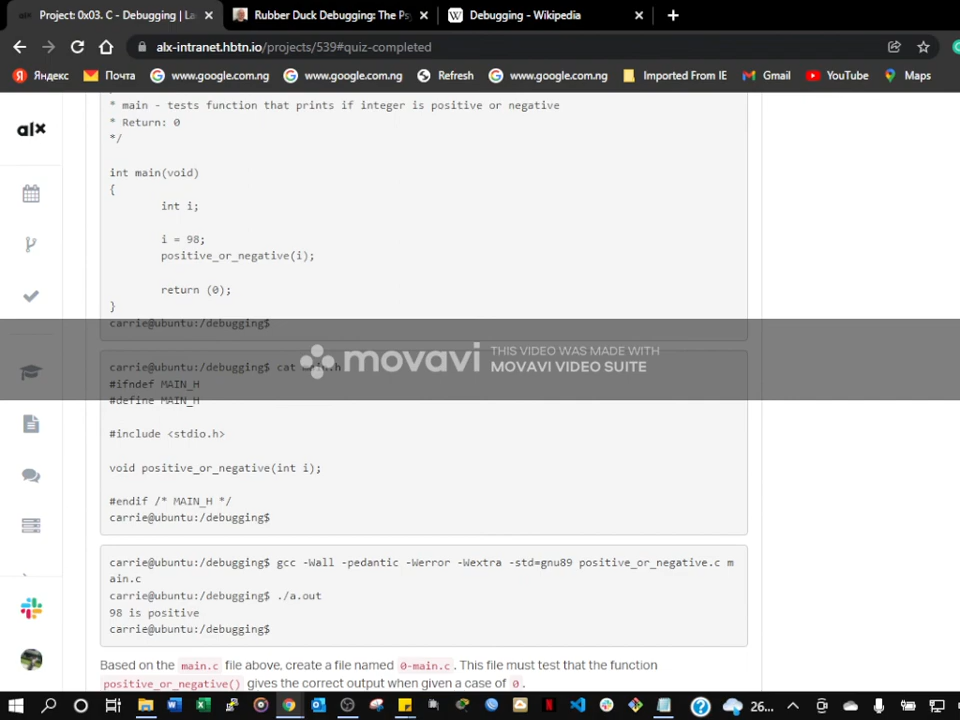 Project: 0x03. C - Debugging | La
Rubber Duck Debugging: The Psy
Debugging - Wikipedia
alx-intranet.hbtn.io/projects/539#quiz-completed
Яндекс
Почта
www.google.com.ng
www.google.com.ng
Refresh
www.google.com.ng
Imported From IE
Gmail
YouTube
Maps
alx
* main - tests function that prints if integer is positive or negative
* Return: 0
*/
int main(void)
{
int i;
i = 98;
positive_or_negative(i);
return (0);
}
carrie@ubuntu:/debugging$
movavi
THIS VIDEO WAS MADE WITH
MOVAVI VIDEO SUITE
carrie@ubuntu:/debugging$ cat main.h
#ifndef MAIN_H
#define MAIN_H
#include <stdio.h>
void positive_or_negative(int i);
#endif /* MAIN_H */
carrie@ubuntu:/debugging$
carrie@ubuntu:/debugging$ gcc -Wall -pedantic -Werror -Wextra -std=gnu89 positive_or_negative.c m
ain.c
carrie@ubuntu:/debugging$ ./a.out
98 is positive
carrie@ubuntu:/debugging$
Based on the main.c file above, create a file named 0-main.c. This file must test that the function
positive_or_negative() gives the correct output when given a case of 0.
26...